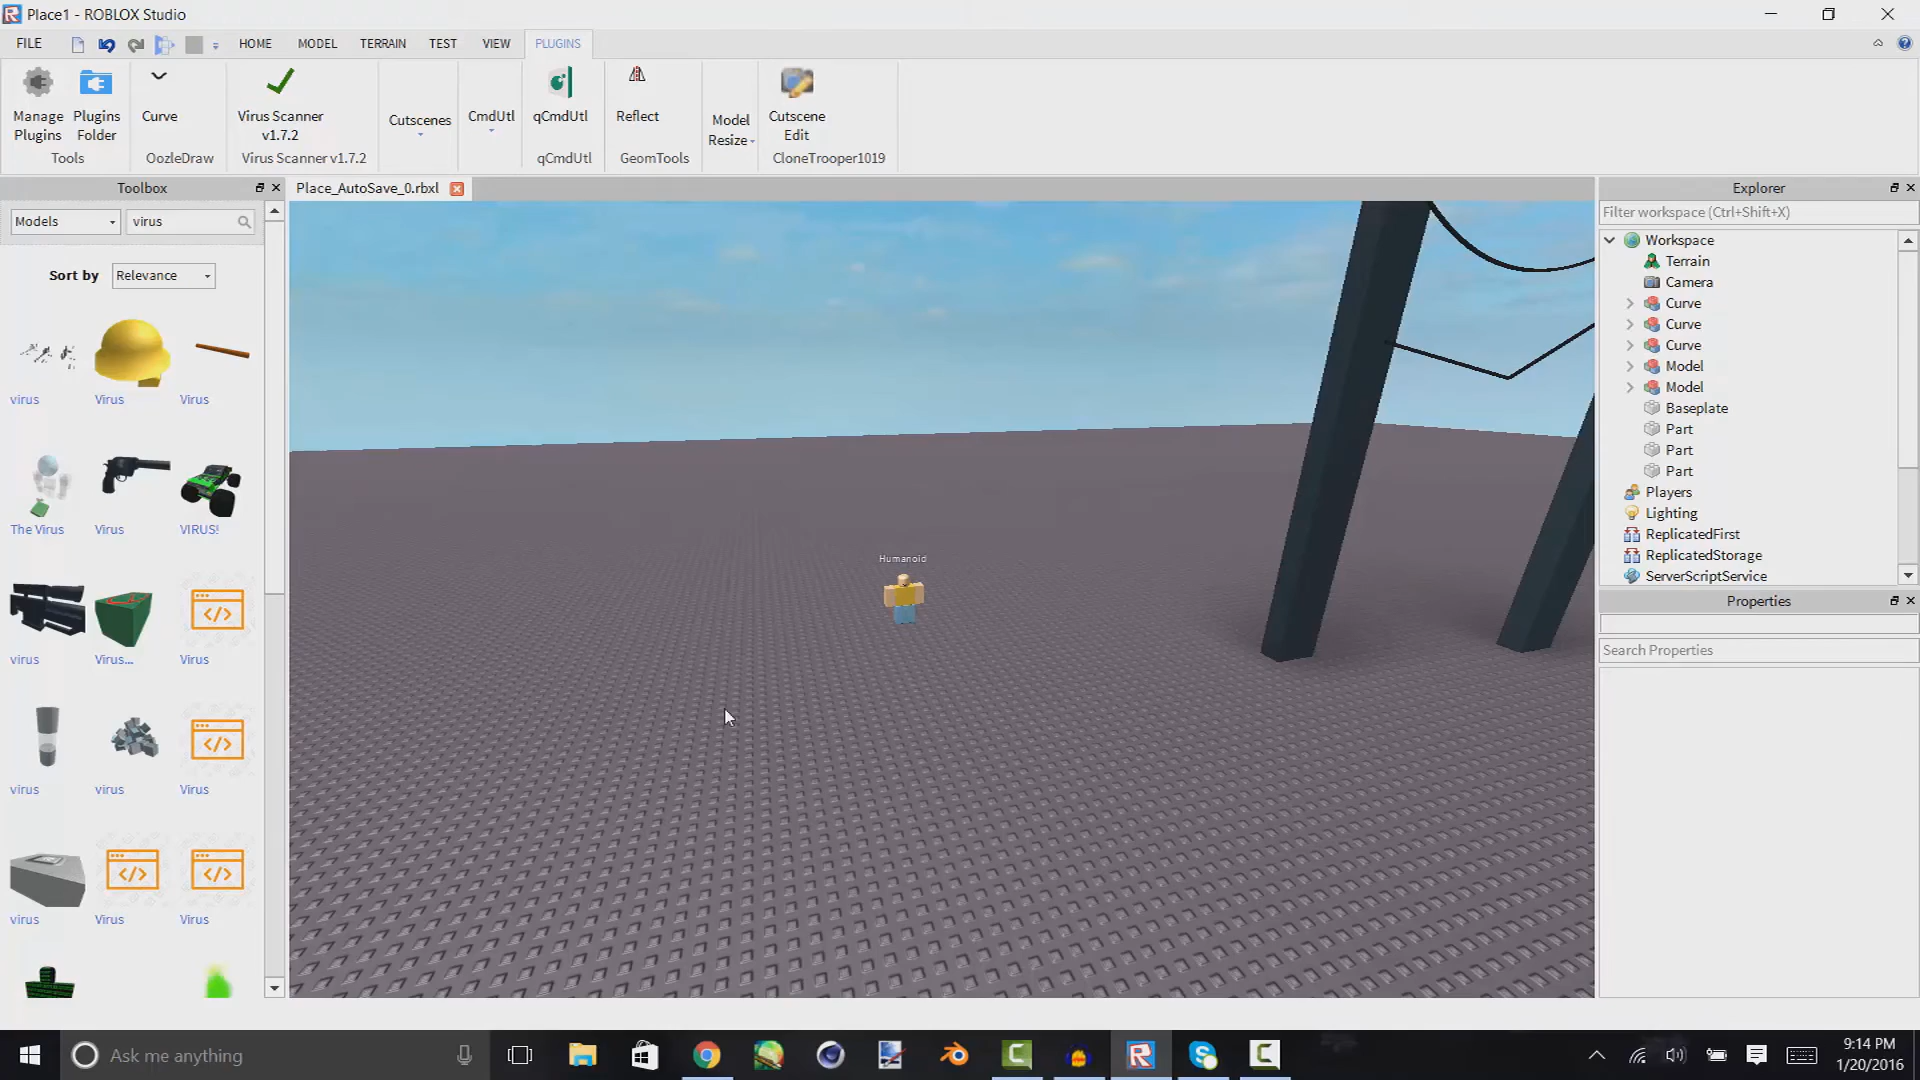 Place1 - ROBLOX Studio
FILE
HOME
MODEL
TERRAIN
TEST
VIEW
PLUGINS
Manage
Plugins
Plugins
Folder
Tools
Curve
OozleDraw
Virus Scanner
v1.7.2
Virus Scanner v1.7.2
Cutscenes
CmdUtl
qCmdUtl
qCmdUtl
Reflect
GeomTools
Model
Resize
Cutscene
Edit
CloneTrooper1019
Toolbox
Models
virus
Sort by
Relevance
virus
Virus
Virus
The Virus
Virus
VIRUS!
virus
Virus...
Virus
virus
virus
Virus
virus
Virus
Virus
Place_AutoSave_0.rbxl
Humanoid
Explorer
Filter workspace (Ctrl+Shift+X)
Workspace
Terrain
Camera
Curve
Curve
Curve
Model
Model
Baseplate
Part
Part
Part
Players
Lighting
ReplicatedFirst
ReplicatedStorage
ServerScriptService
Properties
Search Properties
Ask me anything
9:14 PM
1/20/2016